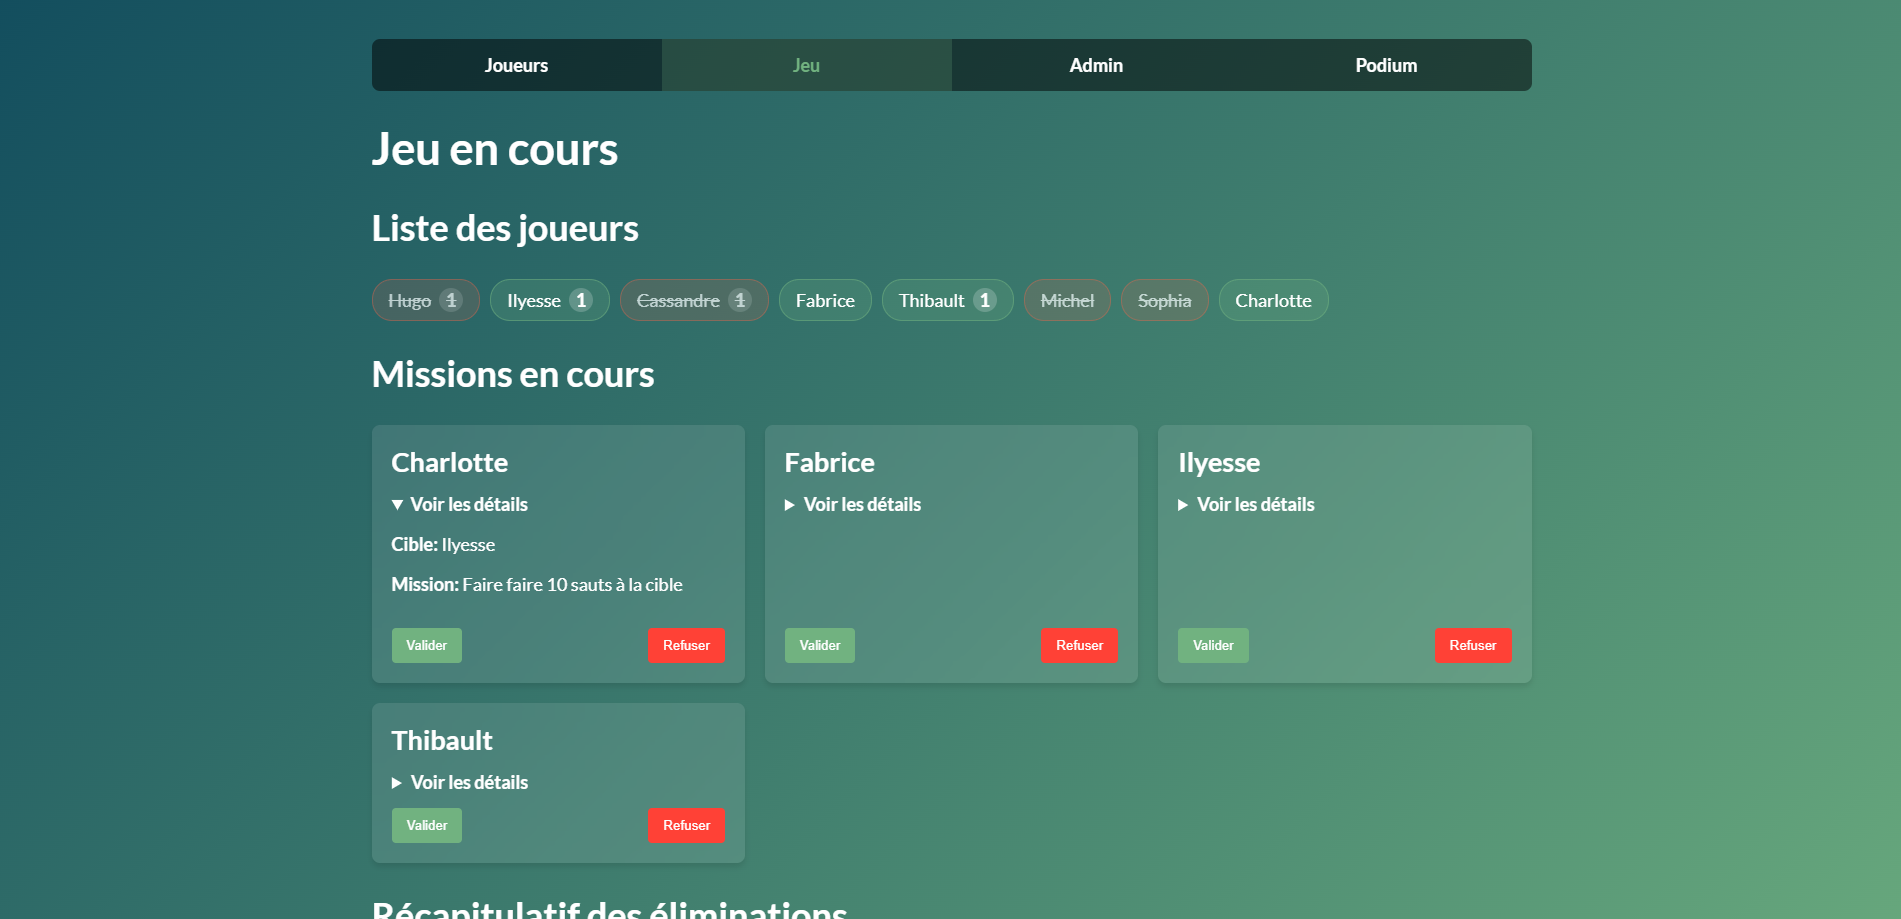 Joueurs Jeu Admin Podium
Jeu en cours
Liste des joueurs
Hugo 1 Ilyesse 1 Cassandre 1 Fabrice Thibault 1 Michel Sophia Charlotte
Missions en cours
Charlotte
Voir les détails
Cible: Ilyesse
Mission: Faire faire 10 sauts à la cible
Valider Refuser
Fabrice
Voir les détails
Valider Refuser
Ilyesse
Voir les détails
Valider Refuser
Thibault
Voir les détails
Valider Refuser
Récapitulatif des éliminations